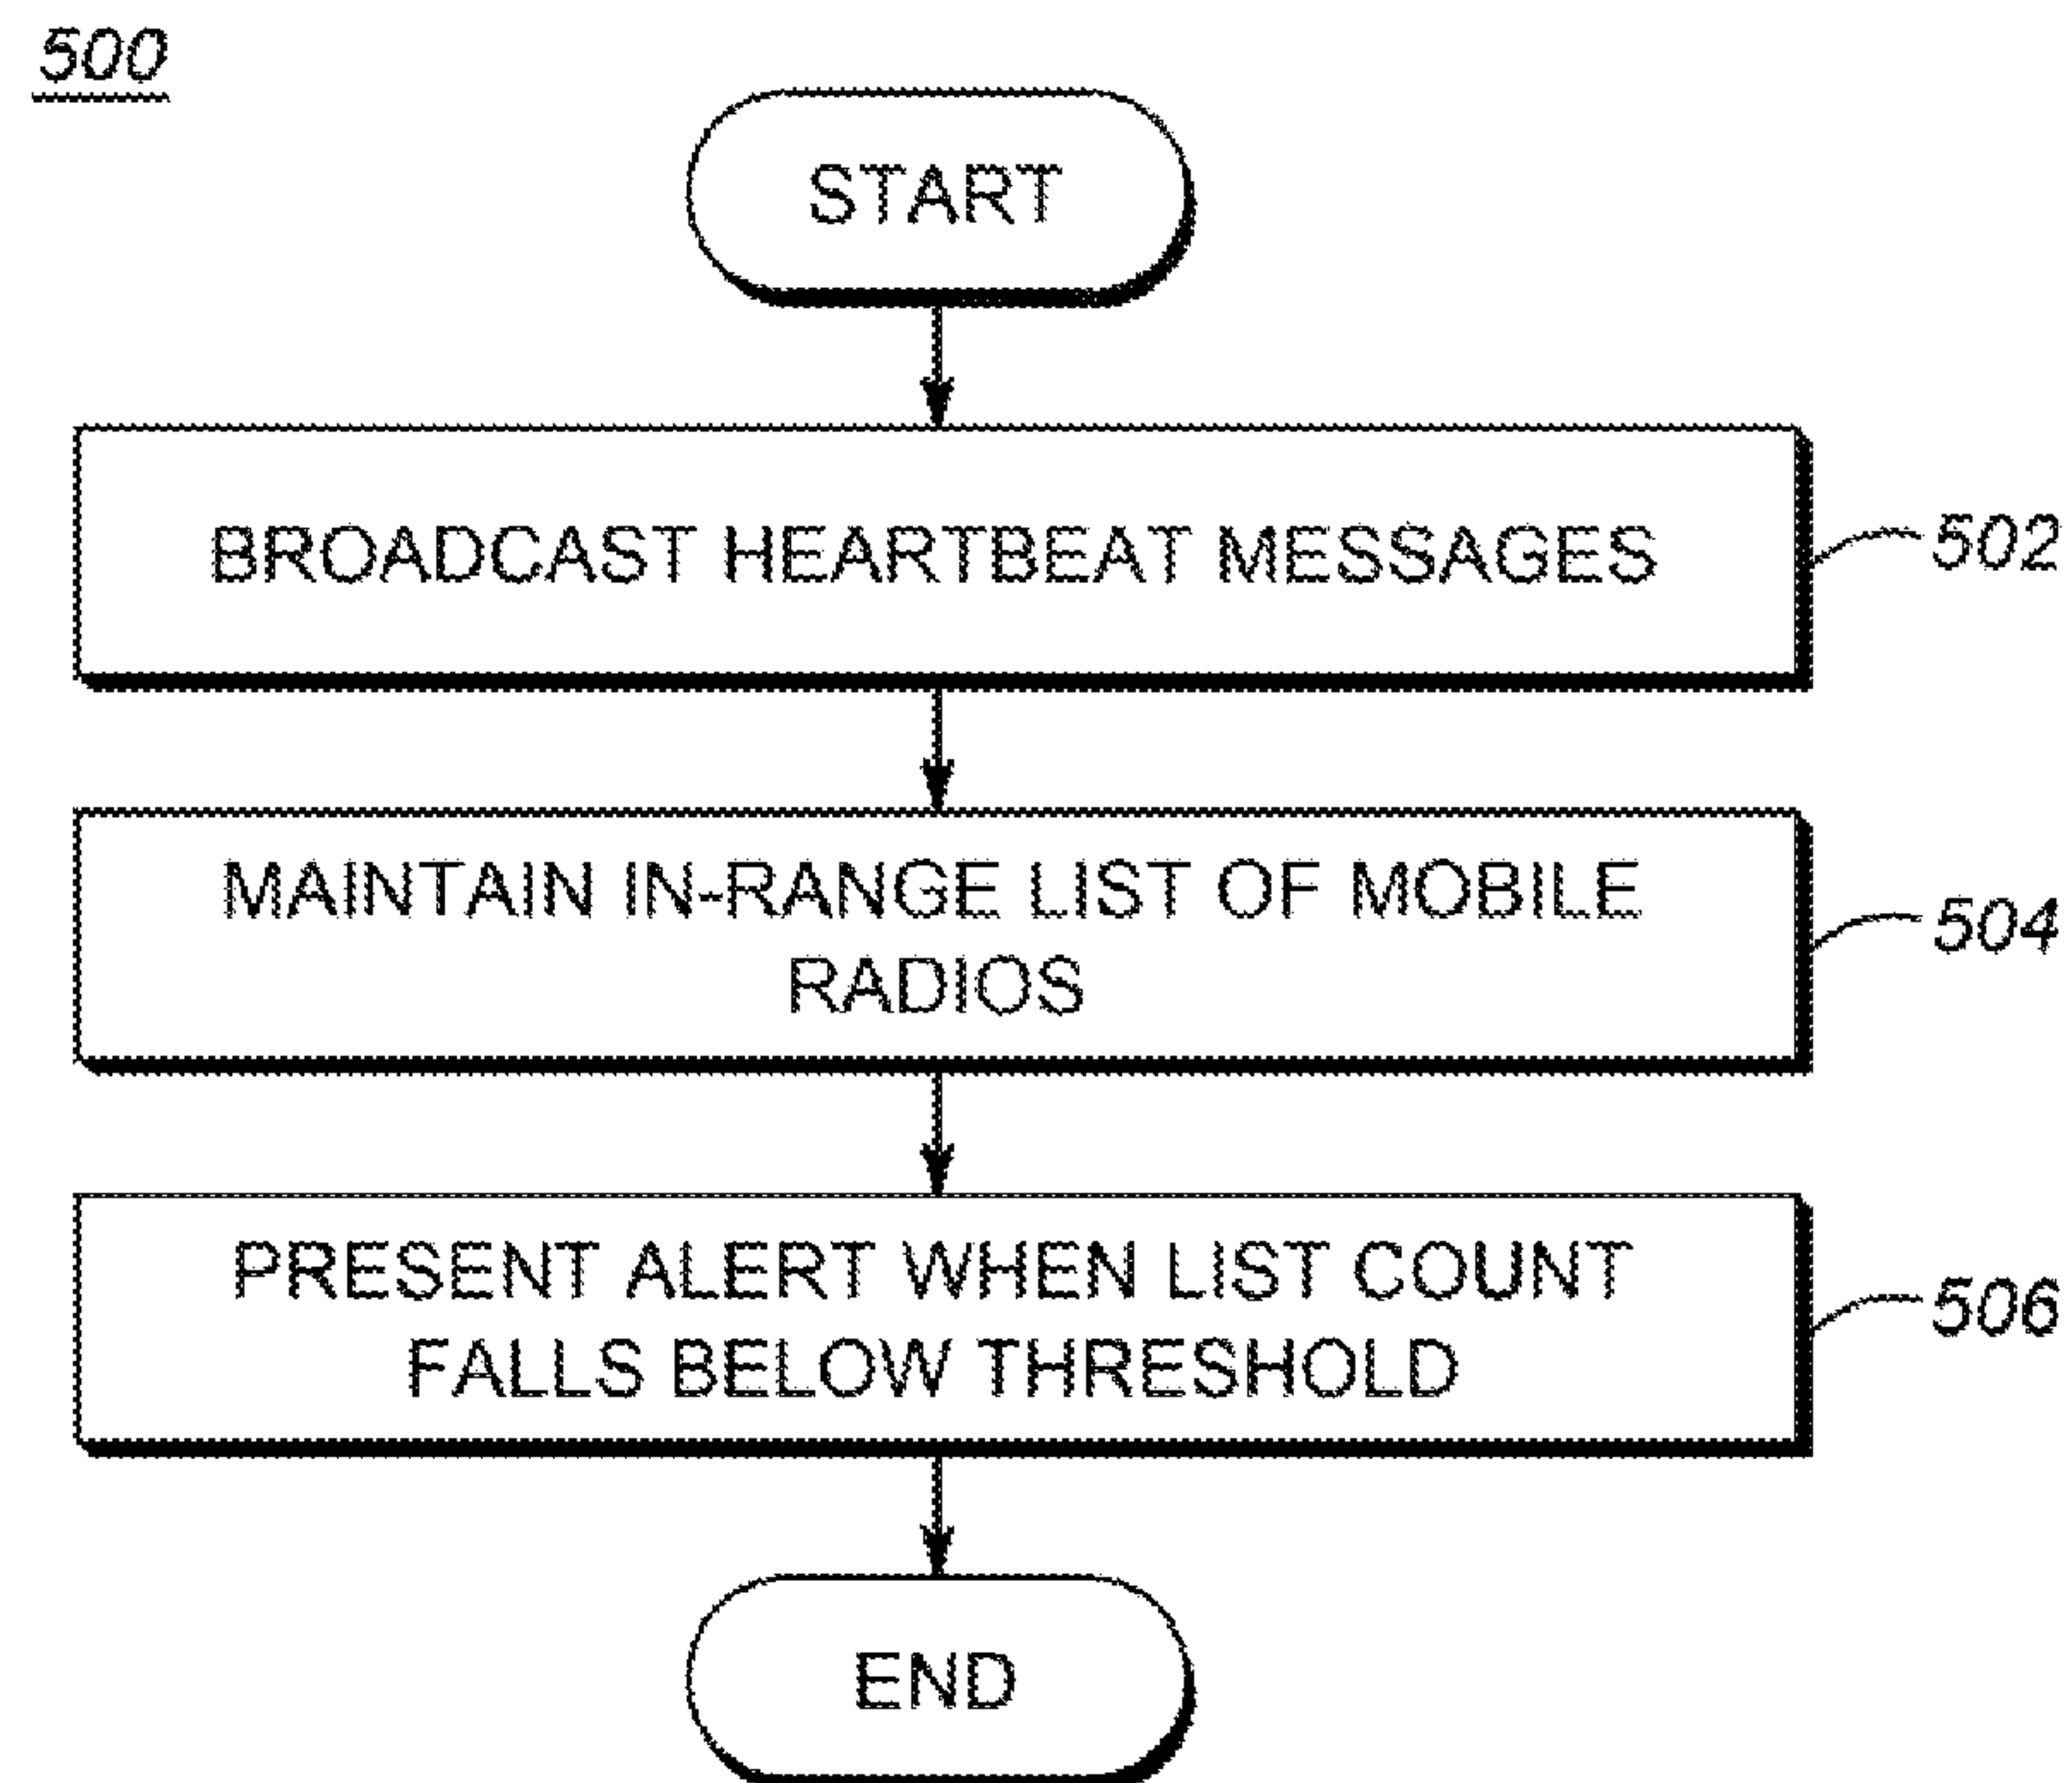 500
START
BROADCAST HEARTBEAT MESSAGES
502
MAINTAIN IN-RANGE LIST OF MOBILE
RADIOS
504
PRESENT ALERT WHEN LIST COUNT
FALLS BELOW THRESHOLD
506
END